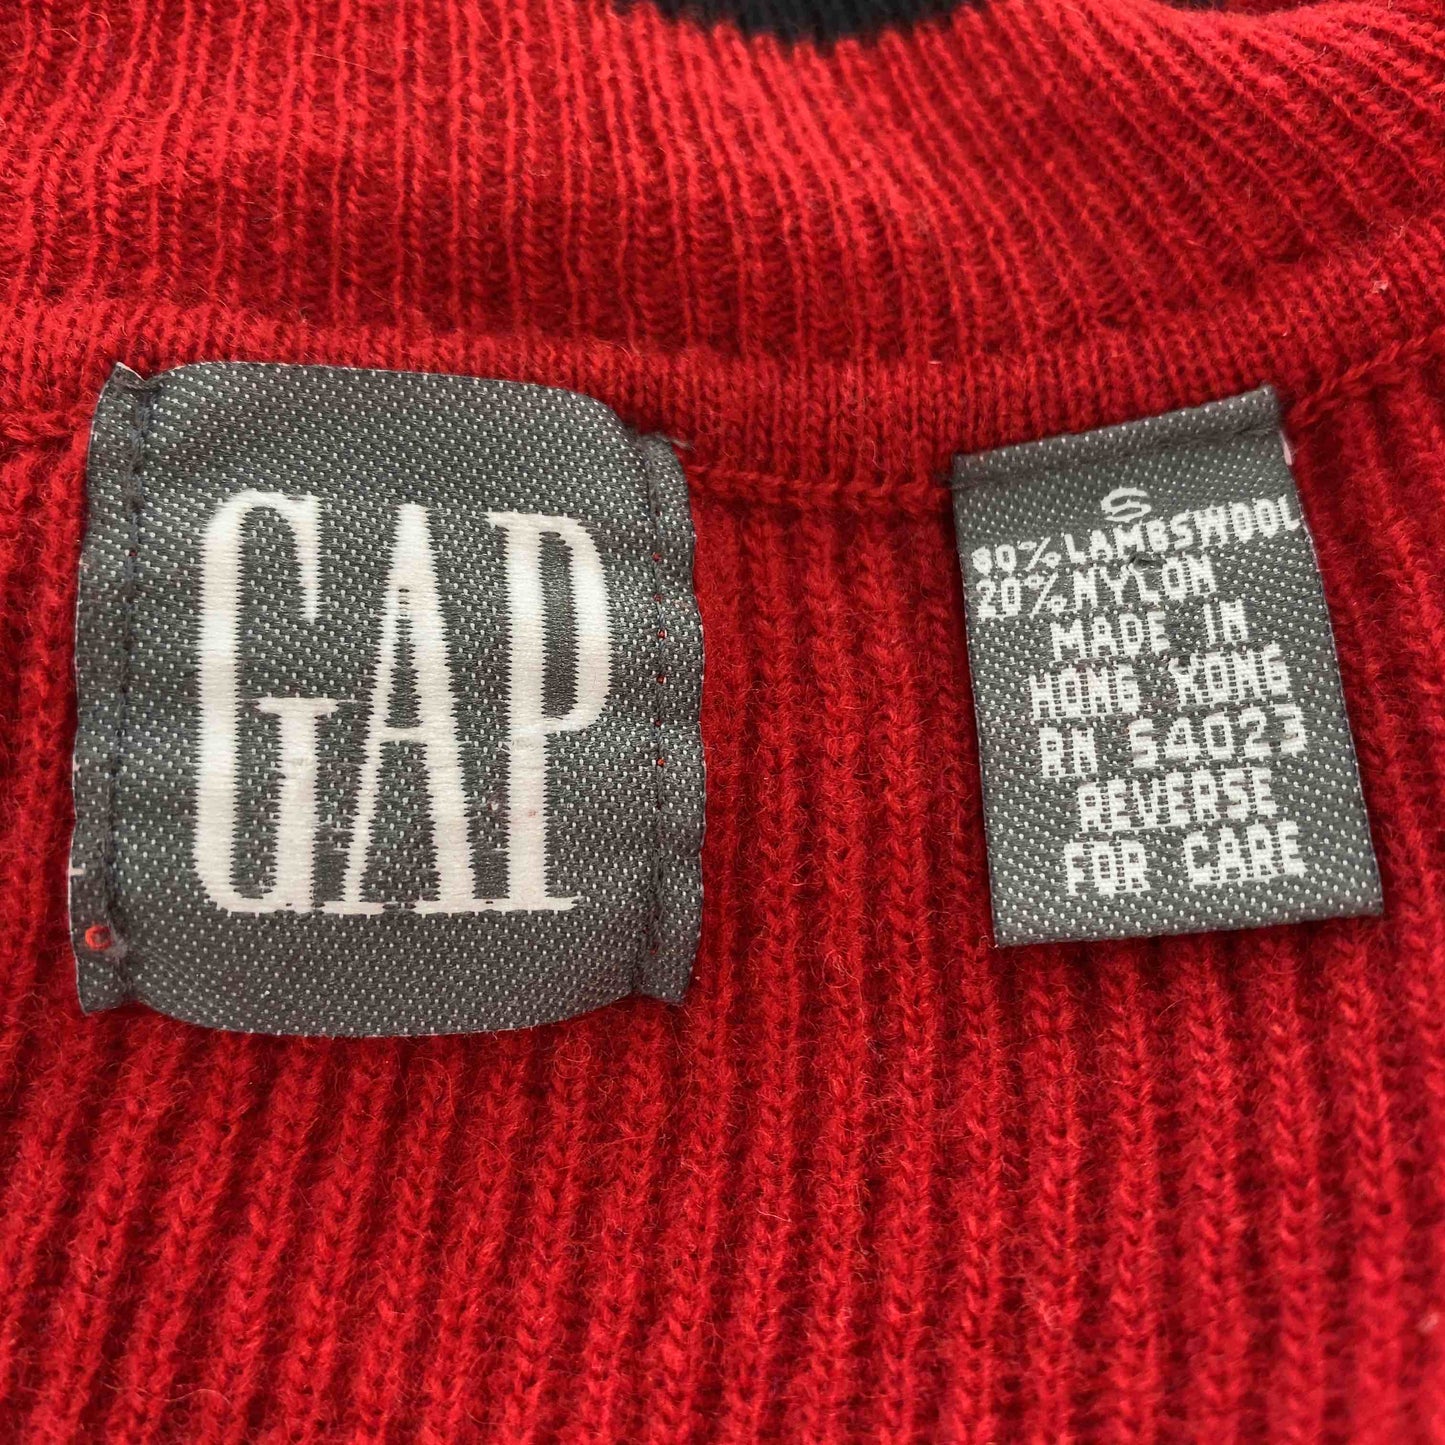 GAP
S
80% LAMBSWOOL
20% NYLON
MADE IN
HONG KONG
RN 54023
REVERSE
FOR CARE